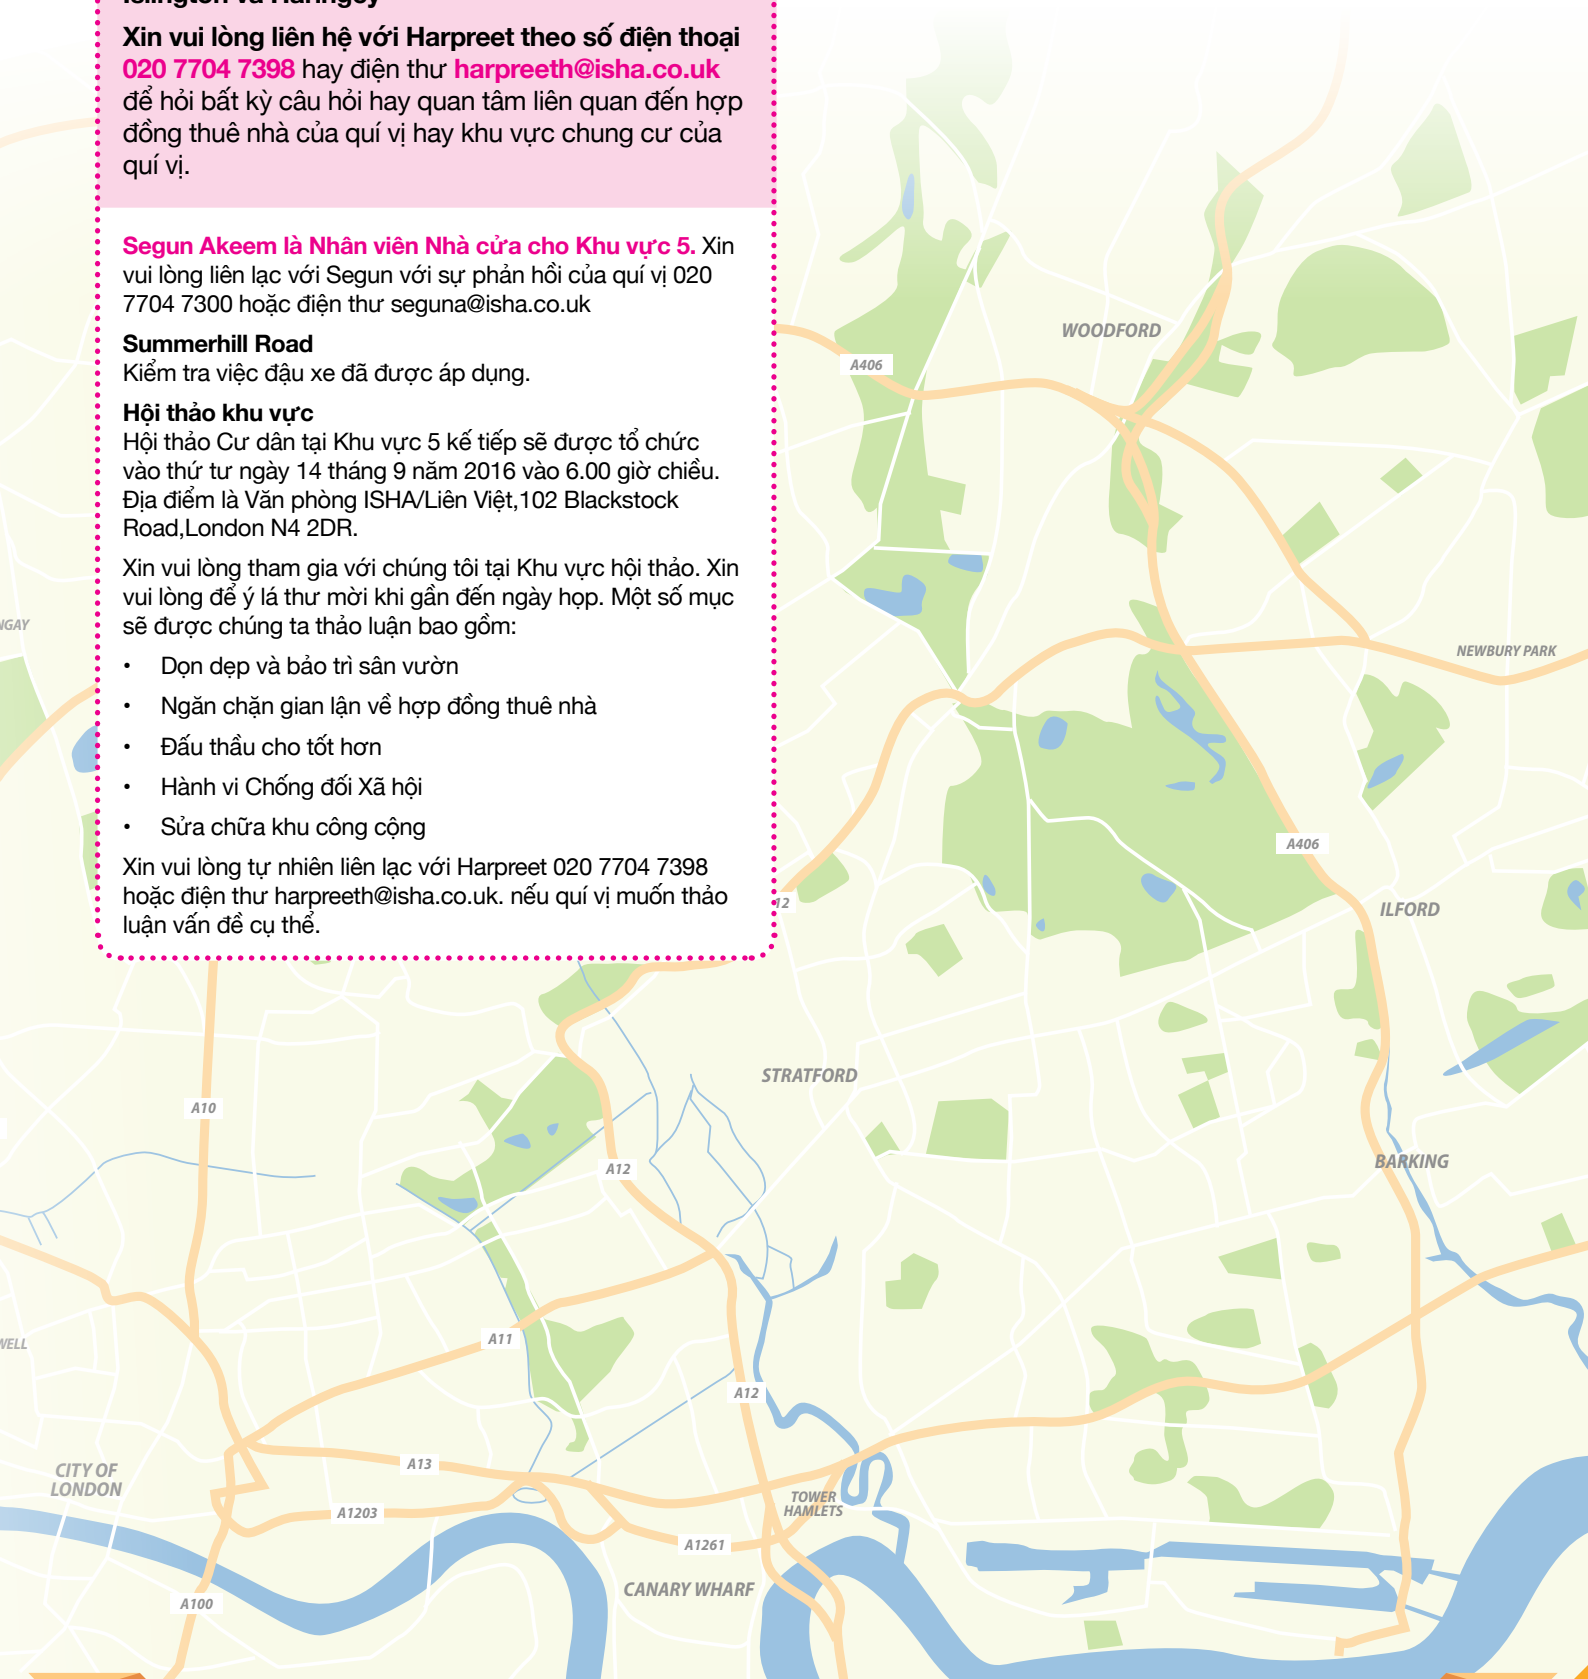 Islington và Haringey
Xin vui lòng liên hệ với Harpreet theo số điện thoại
020 7704 7398 hay điện thư harpreeth@isha.co.uk
để hỏi bất kỳ câu hỏi hay quan tâm liên quan đến hợp
đồng thuê nhà của quí vị hay khu vực chung cư của
quí vị.
Segun Akeem là Nhân viên Nhà cửa cho Khu vực 5. Xin
vui lòng liên lạc với Segun với sự phản hồi của quí vị 020
7704 7300 hoặc điện thư seguna@isha.co.uk
Summerhill Road
Kiểm tra việc đậu xe đã được áp dụng.
Hội thảo khu vực
Hội thảo Cư dân tại Khu vực 5 kế tiếp sẽ được tổ chức
vào thứ tư ngày 14 tháng 9 năm 2016 vào 6.00 giờ chiều.
Địa điểm là Văn phòng ISHA/Liên Việt,102 Blackstock
Road,London N4 2DR.
Xin vui lòng tham gia với chúng tôi tại Khu vực hội thảo. Xin
vui lòng để ý lá thư mời khi gần đến ngày họp. Một số mục
sẽ được chúng ta thảo luận bao gồm:
• Dọn dẹp và bảo trì sân vườn
• Ngăn chặn gian lận về hợp đồng thuê nhà
• Đấu thầu cho tốt hơn
• Hành vi Chống đối Xã hội
• Sửa chữa khu công cộng
Xin vui lòng tự nhiên liên lạc với Harpreet 020 7704 7398
hoặc điện thư harpreeth@isha.co.uk. nếu quí vị muốn thảo
luận vấn đề cụ thể.
WOODFORD
A406
NGAY
NEWBURY PARK
A406
12
ILFORD
STRATFORD
A10
A12
BARKING
A11
WELL
A12
A13
CITY OF
LONDON
A1203
TOWER
HAMLETS
A1261
CANARY WHARF
A100